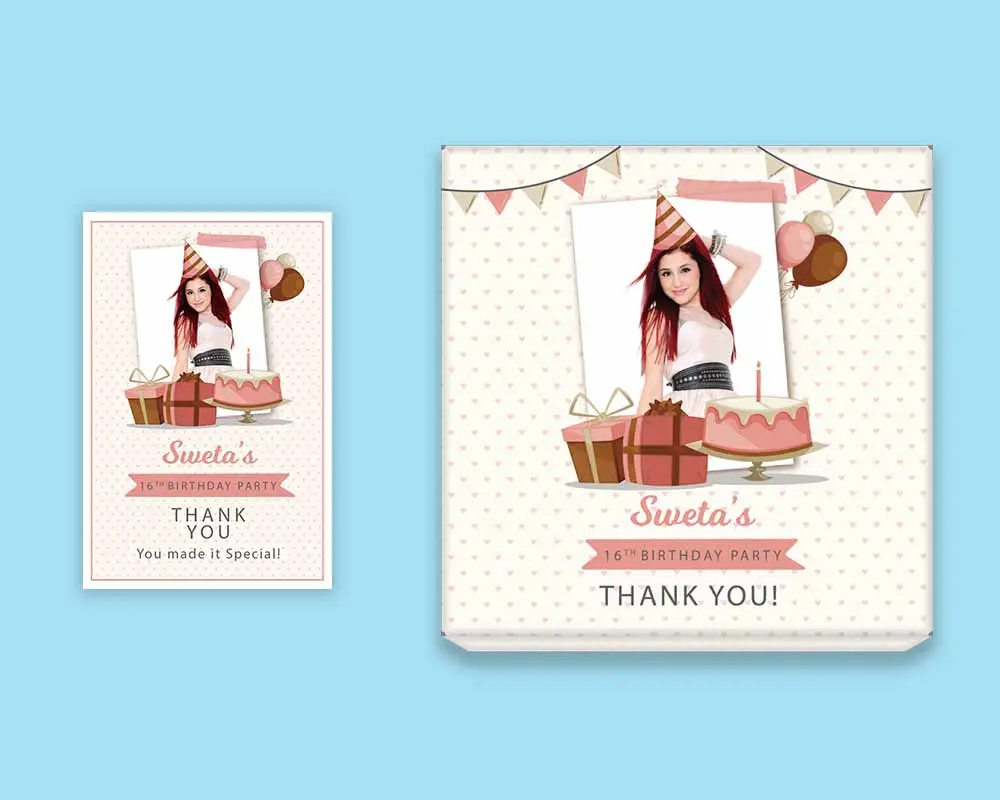 Sweta's
16TH BIRTHDAY PARTY
THANK
YOU
You made it Special!
Sweta's
16TH BIRTHDAY PARTY
THANK YOU!